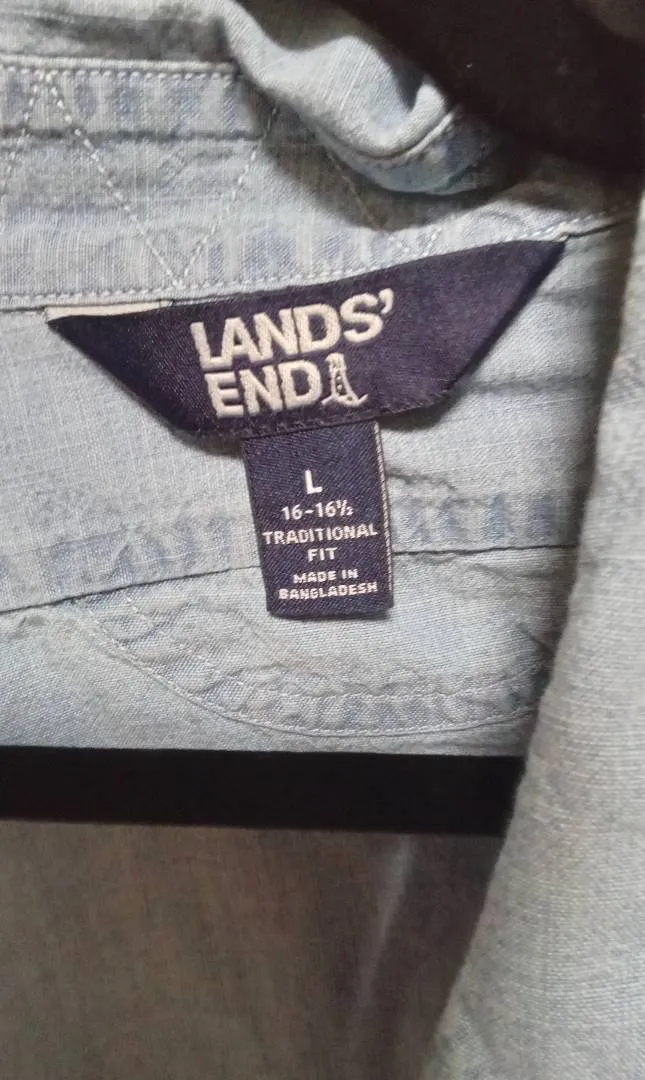 LANDS'
END
L
16-16½
TRADITIONAL
FIT
MADE IN
BANGLADESH